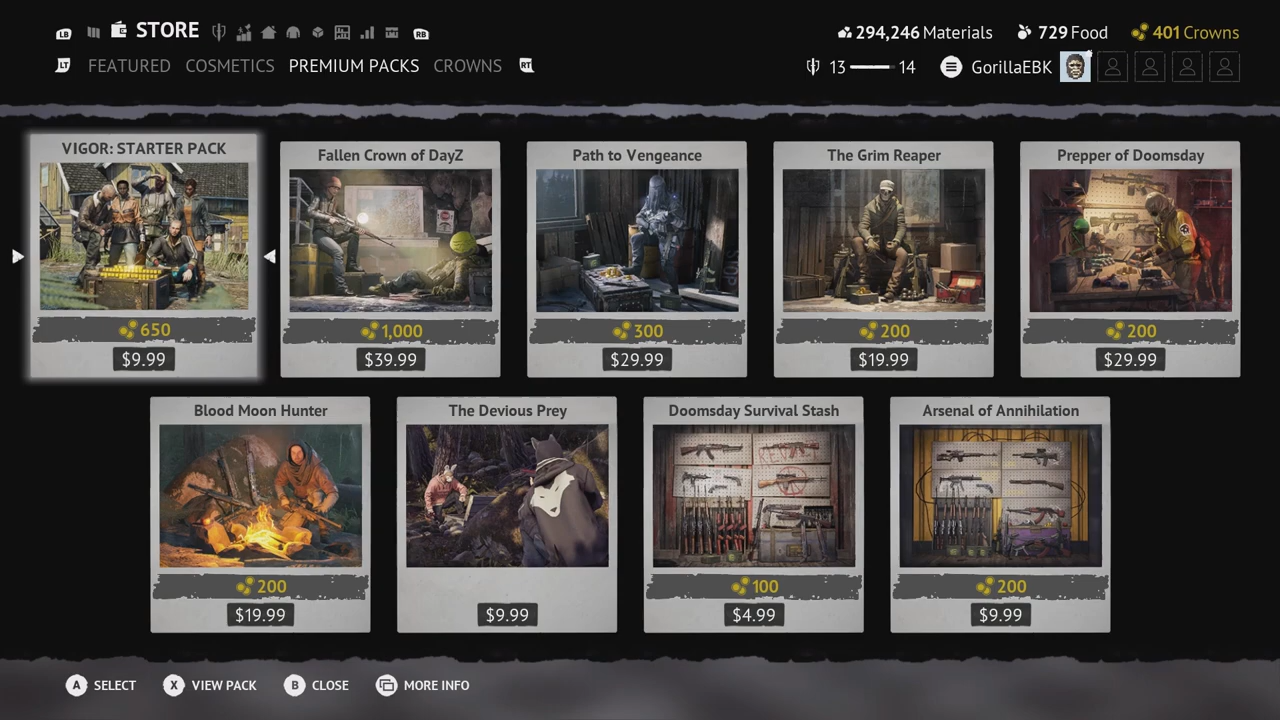 LB STORE RB
294,246 Materials 729 Food 401 Crowns
LT FEATURED COSMETICS PREMIUM PACKS CROWNS RT
13 14 GorillaEBK
VIGOR: STARTER PACK
650
$9.99
Fallen Crown of DayZ
1,000
$39.99
Path to Vengeance
300
$29.99
The Grim Reaper
200
$19.99
Prepper of Doomsday
200
$29.99
Blood Moon Hunter
200
$19.99
The Devious Prey
$9.99
Doomsday Survival Stash
100
$4.99
Arsenal of Annihilation
200
$9.99
A SELECT X VIEW PACK B CLOSE MORE INFO